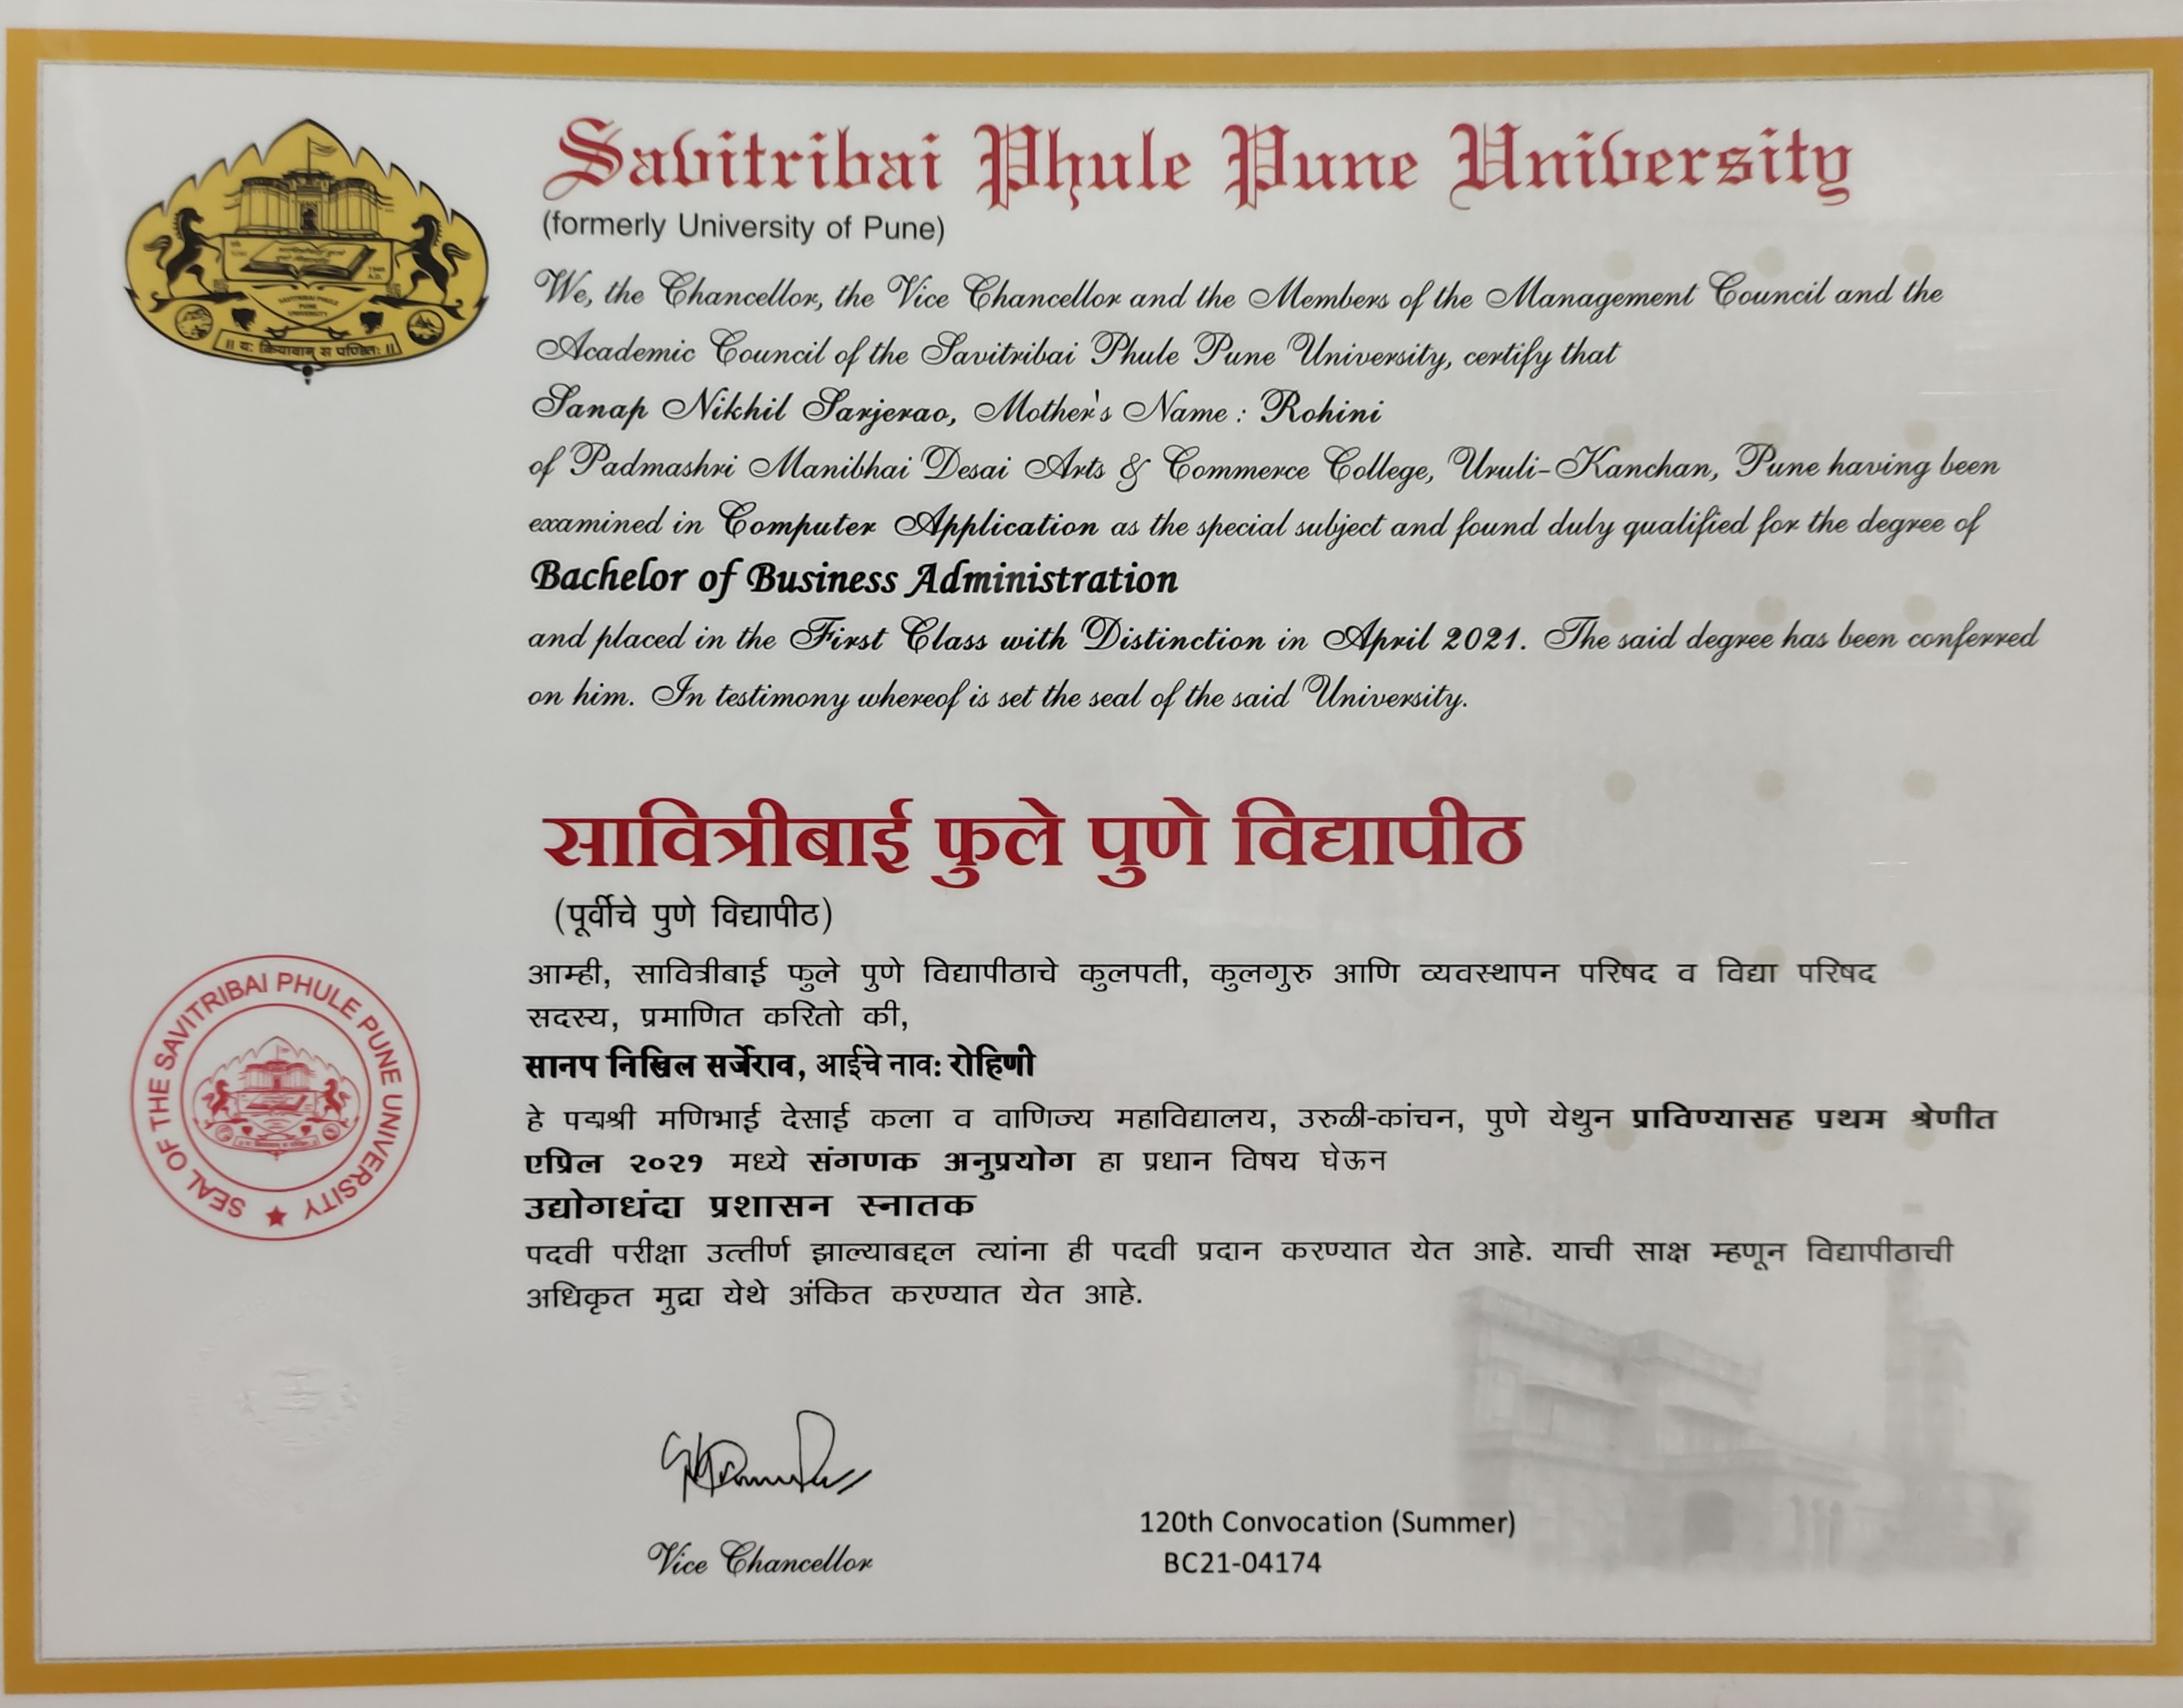 Savitribai Phule Pune University
(formerly University of Pune)
We, the Chancellor, the Vice Chancellor and the Members of the Management Council and the
Academic Council of the Savitribai Phule Pune University, certify that
Sanap Nikhil Sarjerao, Mother's Name : Rohini
of Padmashri Manibhai Desai Arts & Commerce College, Uruli-Kanchan, Pune having been
examined in Computer Application as the special subject and found duly qualified for the degree of
Bachelor of Business Administration
and placed in the First Class with Distinction in April 2021. The said degree has been conferred
on him. In testimony whereof is set the seal of the said University.
SAVITRIBAI PHULE
PUNE
UNIVERSITY
॥ यः क्रियावान् स पण्डितः ॥
सावित्रीबाई फुले पुणे विद्यापीठ
(पूर्वीचे पुणे विद्यापीठ)
आम्ही, सावित्रीबाई फुले पुणे विद्यापीठाचे कुलपती, कुलगुरु आणि व्यवस्थापन परिषद व विद्या परिषद
सदस्य, प्रमाणित करितो की,
सानप निखिल सर्जेराव, आईचे नाव: रोहिणी
हे पद्मश्री मणिभाई देसाई कला व वाणिज्य महाविद्यालय, उरुळी-कांचन, पुणे येथुन प्राविण्यासह प्रथम श्रेणीत
एप्रिल २०२१ मध्ये संगणक अनुप्रयोग हा प्रधान विषय घेऊन
उद्योगधंदा प्रशासन स्नातक
पदवी परीक्षा उत्तीर्ण झाल्याबद्दल त्यांना ही पदवी प्रदान करण्यात येत आहे. याची साक्ष म्हणून विद्यापीठाची
अधिकृत मुद्रा येथे अंकित करण्यात येत आहे.
SEAL OF THE SAVITRIBAI PHULE PUNE UNIVERSITY
Vice Chancellor
120th Convocation (Summer)
BC21-04174